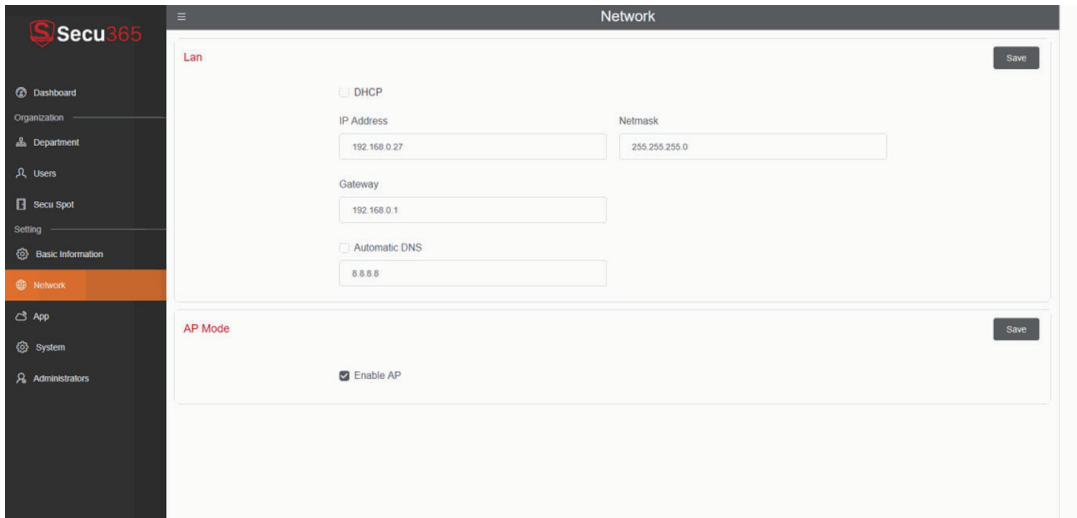 Secu365
Dashboard
Organization
Department
Users
Secu Spot
Setting
Basic Information
Network
App
System
Administrators
Network
Lan
Save
DHCP
IP Address
Netmask
192.168.0.27
255.255.255.0
Gateway
192.168.0.1
Automatic DNS
8.8.8.8
AP Mode
Save
Enable AP